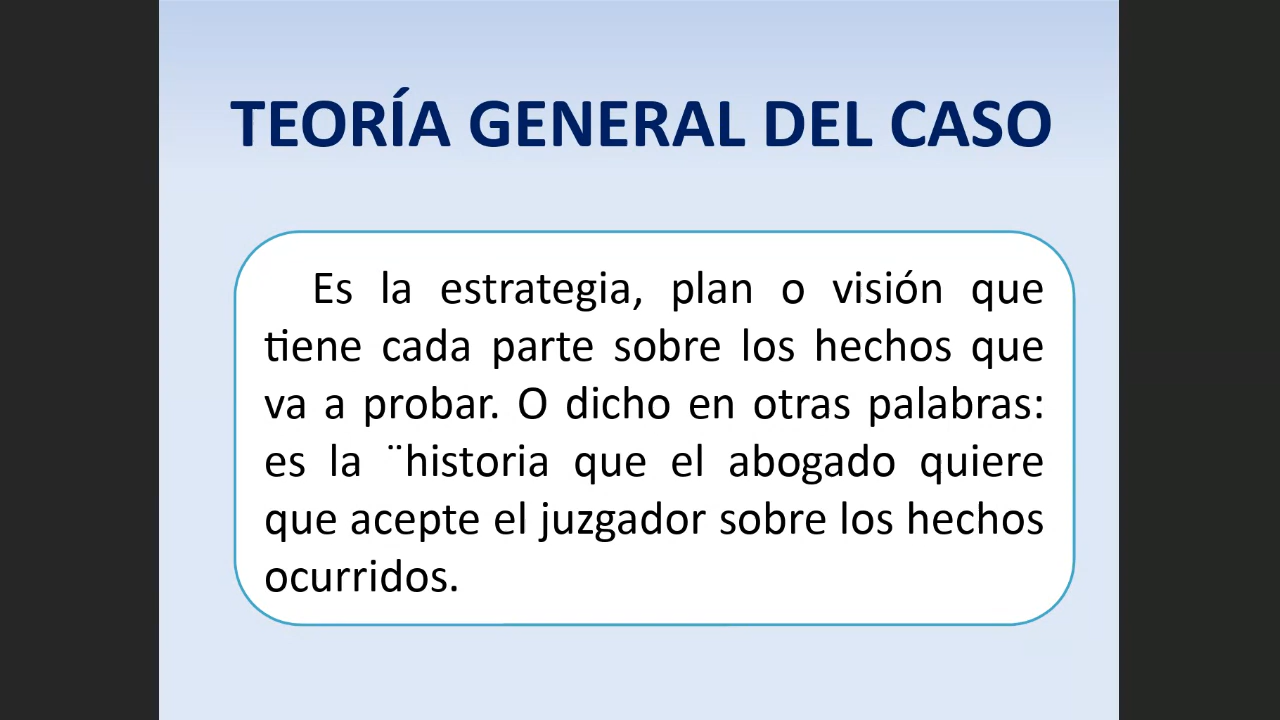 TEORÍA GENERAL DEL CASO
Es la estrategia, plan o visión que
tiene cada parte sobre los hechos que
va a probar. O dicho en otras palabras:
es la ¨historia que el abogado quiere
que acepte el juzgador sobre los hechos
ocurridos.